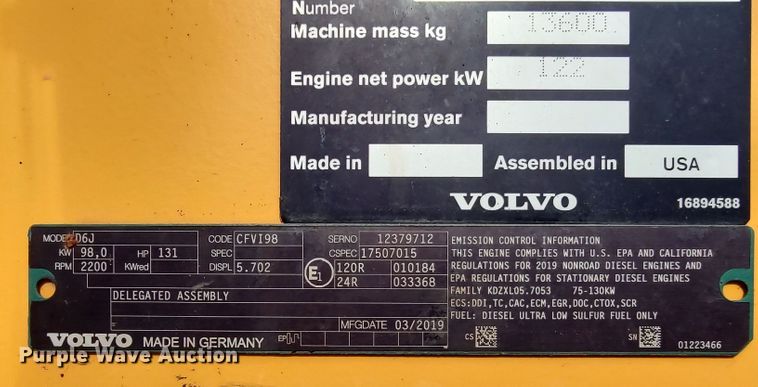 Number
Machine mass kg 13600
Engine net power kW 122
Manufacturing year
Made in Assembled in USA
VOLVO 16894588
MODEL D6J CODE CFVI98 SERNO 12379712
KW 98,0 HP 131 SPEC CSPEC 17507015
RPM 2200 KWred DISPL 5.702 E1 120R 010184
24R 033368
DELEGATED ASSEMBLY
MFGDATE 03/2019
VOLVO MADE IN GERMANY EP
EMISSION CONTROL INFORMATION
THIS ENGINE COMPLIES WITH U.S. EPA AND CALIFORNIA
REGULATIONS FOR 2019 NONROAD DIESEL ENGINES AND
EPA REGULATIONS FOR STATIONARY DIESEL ENGINES
FAMILY KDZXL05.7053 75-130KW
ECS:DDI,TC,CAC,ECM,EGR,DOC,CTOX,SCR
FUEL: DIESEL ULTRA LOW SULFUR FUEL ONLY
CS SN 01223466
Purple Wave Auction